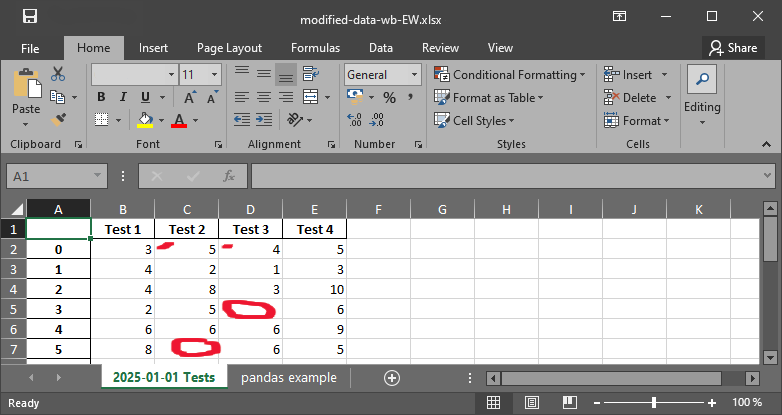 modified-data-wb-EW.xlsx
File Home Insert Page Layout Formulas Data Review View Share
Paste 11 General Conditional Formatting Insert
B I U A A % , Format as Table Delete Editing
A .00 .0 .00 Cell Styles Format
Clipboard Font Alignment Number Styles Cells
A1 fx
A B C D E F G H I J K
1 Test 1 Test 2 Test 3 Test 4
2 0 3 5 4 5
3 1 4 2 1 3
4 2 4 8 3 10
5 3 2 5 6
6 4 6 6 6 9
7 5 8 6 5
2025-01-01 Tests pandas example
Ready 100 %